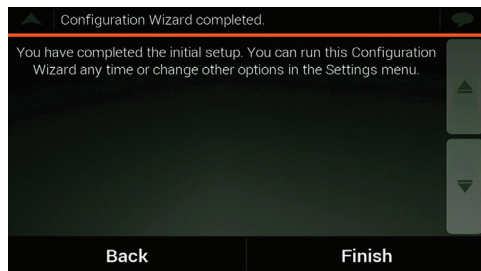 Configuration Wizard completed.
You have completed the initial setup. You can run this Configuration
Wizard any time or change other options in the Settings menu.
Back
Finish